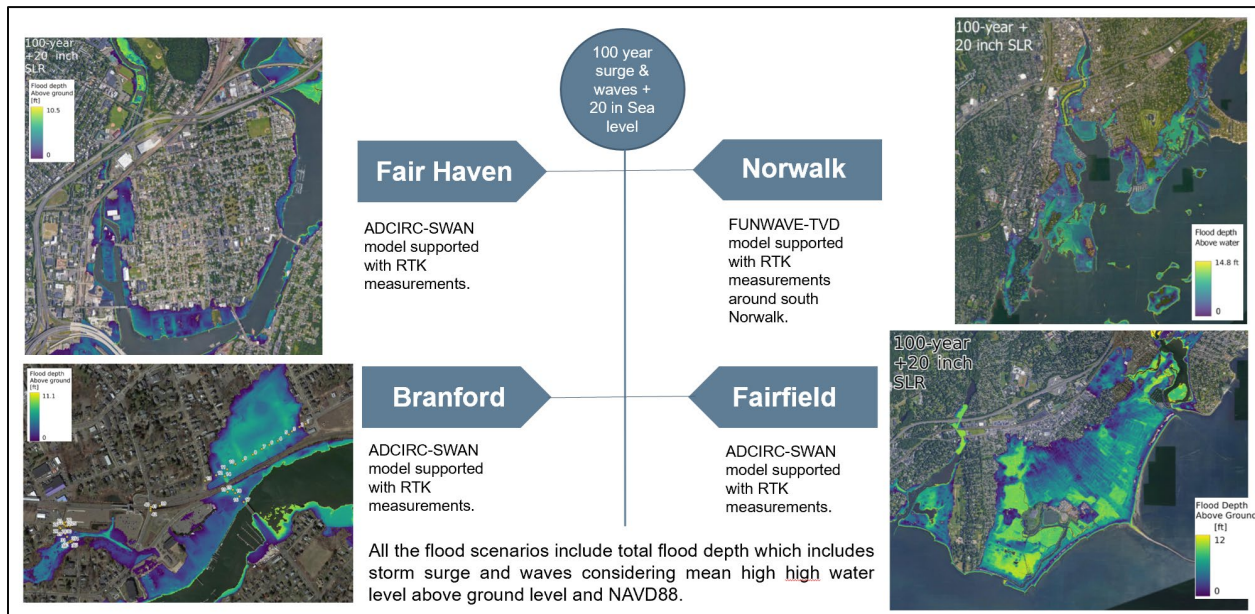 100-year
+20 inch
SLR
Flood depth
Above ground
[ft]
10.5
0
100 year
surge &
waves +
20 in Sea
level
100-year +
20 inch SLR
Flood depth
Above water
14.8 ft
0
Fair Haven
ADCIRC-SWAN
model supported
with RTK
measurements.
Norwalk
FUNWAVE-TVD
model supported
with RTK
measurements
around south
Norwalk.
Flood depth
Above ground
[ft]
11.1
0
Branford
ADCIRC-SWAN
model supported
with RTK
measurements.
Fairfield
ADCIRC-SWAN
model supported
with RTK
measurements.
100-year
+20 inch
SLR
Flood Depth
Above Ground
[ft]
12
0
All the flood scenarios include total flood depth which includes
storm surge and waves considering mean high high water
level above ground level and NAVD88.